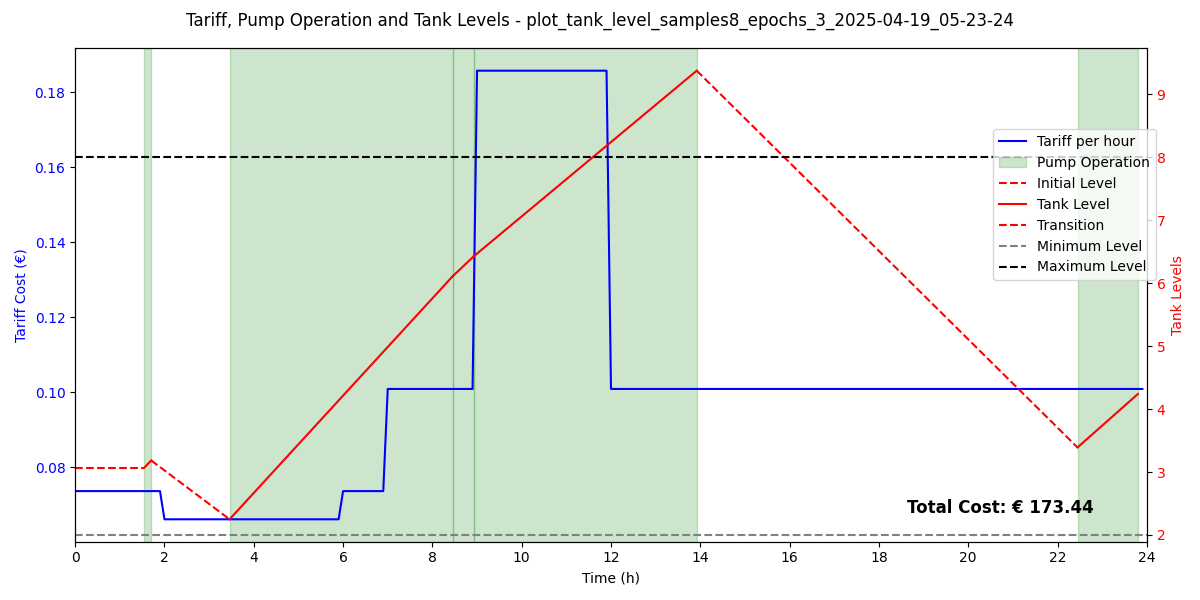 Tariff, Pump Operation and Tank Levels - plot_tank_level_samples8_epochs_3_2025-04-19_05-23-24
0.18
0.16
0.14
0.12
0.10
0.08
Tariff Cost (€)
9
8
7
6
5
4
3
2
Tank Levels
Tariff per hour
Pump Operation
Initial Level
Tank Level
Transition
Minimum Level
Maximum Level
Total Cost: € 173.44
0 2 4 6 8 10 12 14 16 18 20 22 24
Time (h)